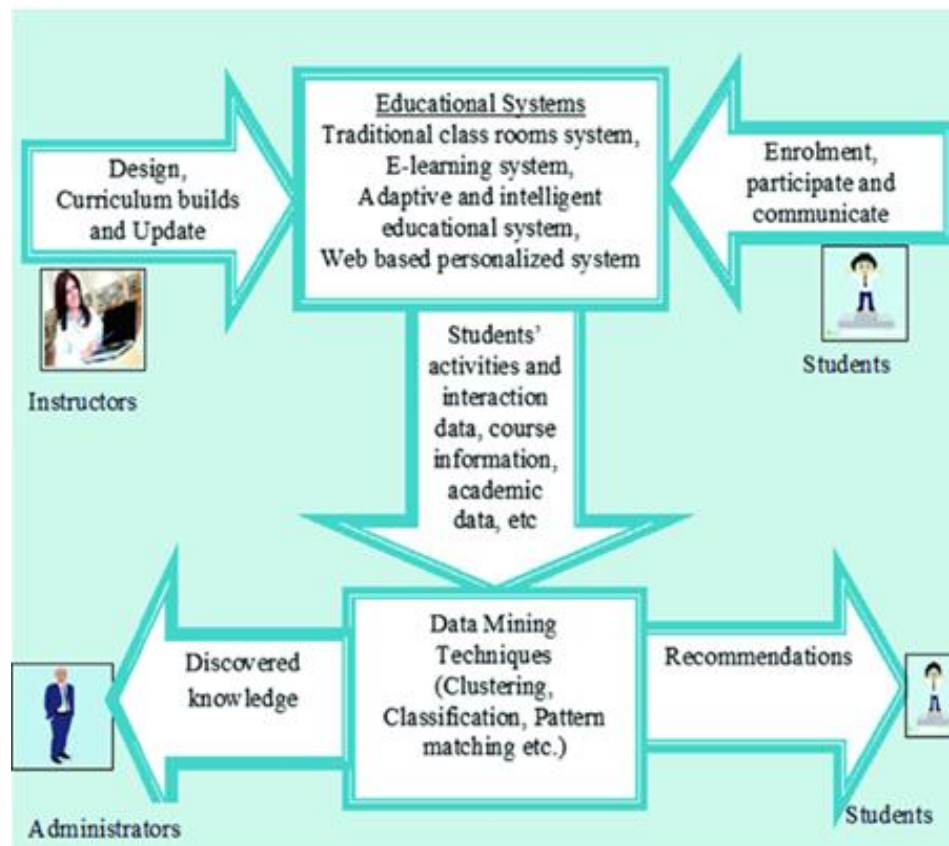 Educational Systems
Traditional class rooms system,
E-learning system,
Adaptive and intelligent
educational system,
Web based personalized system
Design,
Curriculum builds
and Update
Enrolment,
participate and
communicate
Instructors
Students
Students'
activities and
interaction
data, course
information,
academic
data, etc
Discovered
knowledge
Data Mining
Techniques
(Clustering,
Classification, Pattern
matching etc.)
Recommendations
Administrators
Students